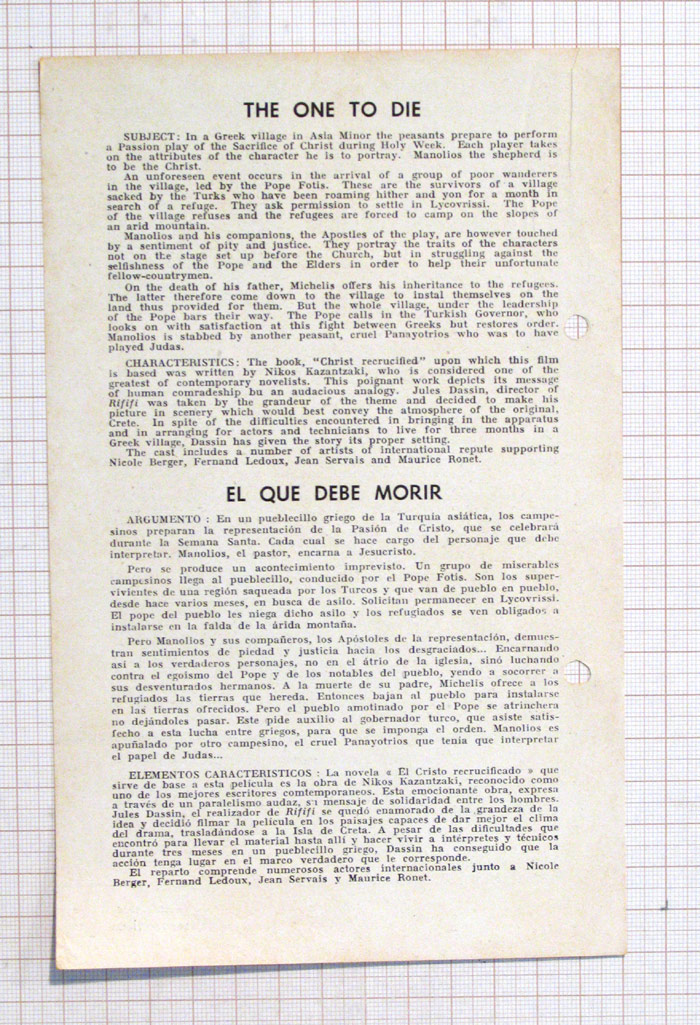 THE ONE TO DIE
SUBJECT: In a Greek village in Asia Minor the peasants prepare to perform
a Passion play of the Sacrifice of Christ during Holy Week. Each player takes
on the attributes of the character he is to portray. Manolios the shepherd is
to be the Christ.
An unforeseen event occurs in the arrival of a group of poor wanderers
in the village, led by the Pope Fotis. These are the survivors of a village
sacked by the Turks who have been roaming hither and yon for a month in
search of a refuge. They ask permission to settle in Lycovrissi. The Pope
of the village refuses and the refugees are forced to camp on the slopes of
an arid mountain.
Manolios and his companions, the Apostles of the play, are however touched
by a sentiment of pity and justice. They portray the traits of the characters
not on the stage set up before the Church, but in struggling against the
selfishness of the Pope and the Elders in order to help their unfortunate
fellow-countrymen.
On the death of his father, Michelis offers his inheritance to the refugees.
The latter therefore come down to the village to instal themselves on the
land thus provided for them. But the whole village, under the leadership
of the Pope bars their way. The Pope calls in the Turkish Governor, who
looks on with satisfaction at this fight between Greeks but restores order.
Manolios is stabbed by another peasant, cruel Panayotrios who was to have
played Judas.
CHARACTERISTICS: The book, "Christ recrucified" upon which this film
is based was written by Nikos Kazantzaki, who is considered one of the
greatest of contemporary novelists. This poignant work depicts its message
of human comradeship bu an audacious analogy. Jules Dassin, director of
Rififi was taken by the grandeur of the theme and decided to make his
picture in scenery which would best convey the atmosphere of the original,
Crete. In spite of the difficulties encountered in bringing in the apparatus
and in arranging for actors and technicians to live for three months in a
Greek village, Dassin has given the story its proper setting.
The cast includes a number of artists of international repute supporting
Nicole Berger, Fernand Ledoux, Jean Servais and Maurice Ronet.
EL QUE DEBE MORIR
ARGUMENTO : En un pueblecillo griego de la Turquia asiática, los campe-
sinos preparan la representación de la Pasión de Cristo, que se celebrará
durante la Semana Santa. Cada cual se hace cargo del personaje que debe
interpretar. Manolios, el pastor, encarna a Jesucristo.
Pero se produce un acontecimiento imprevisto. Un grupo de miserables
campesinos llega al pueblecillo, conducido por el Pope Fotis. Son los super-
vivientes de una región saqueada por los Turcos y que van de pueblo en pueblo,
desde hace varios meses, en busca de asilo. Solicitan permanecer en Lycovrissi.
El pope del pueblo les niega dicho asilo y los refugiados se ven obligados a
instalarse en la falda de la árida montaña.
Pero Manolios y sus compañeros, los Apóstoles de la representación, demues-
tran sentimientos de piedad y justicia hacia los desgraciados... Encarnando
asi a los verdaderos personajes, no en el átrio de la iglesia, sinó luchando
contra el egoismo del Pope y de los notables del pueblo, yendo a socorrer a
sus desventurados hermanos. A la muerte de su padre, Michelis ofrece a los
refugiados las tierras que hereda. Entonces bajan al pueblo para instalarse
en las tierras ofrecidos. Pero el pueblo amotinado por el Pope se atrinchera
no dejándoles pasar. Este pide auxilio al gobernador turco, que asiste satis-
fecho a esta lucha entre griegos, para que se imponga el orden. Manolios es
apuñalado por otro campesino, el cruel Panayotrios que tenia que interpretar
el papel de Judas...
ELEMENTOS CARACTERISTICOS : La novela « El Cristo recrucificado » que
sirve de base a esta pelicula es la obra de Nikos Kazantzaki, reconocido como
uno de los mejores escritores comtemporaneos. Esta emocionante obra, expresa
a través de un paralelismo audaz, su mensaje de solidaridad entre los hombres.
Jules Dassin, el realizador de Rififi se quedó enamorado de la grandeza de la
idea y decidió filmar la pelicula en los paisajes capaces de dar mejor el clima
del drama, trasladándose a la Isla de Creta. A pesar de las dificultades que
encontró para llevar el material hasta alli y hacer vivir a intérpretes y técnicos
durante tres meses en un pueblecillo griego, Dassin ha conseguido que la
acción tenga lugar en el marco verdadero que le corresponde.
El reparto comprende numerosos actores internacionales junto a Nicole
Berger, Fernand Ledoux, Jean Servais y Maurice Ronet.